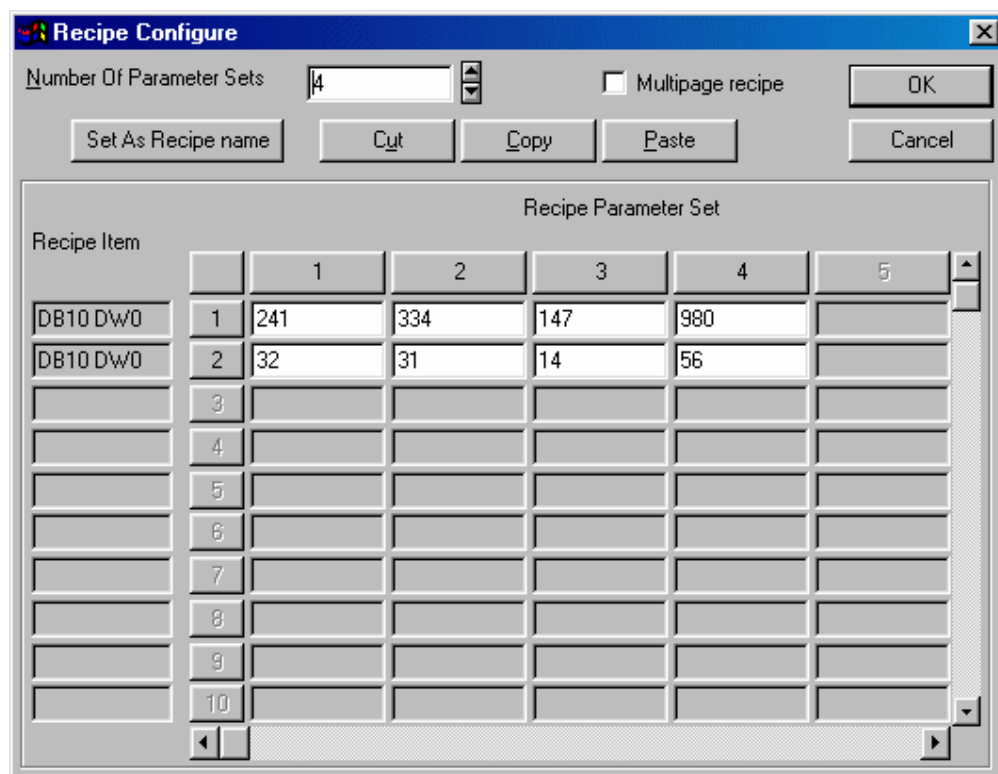 Recipe Configure
Number Of Parameter Sets 4 Multipage recipe OK
Set As Recipe name Cut Copy Paste Cancel
Recipe Parameter Set
Recipe Item
1 2 3 4 5
DB10 DW0 1 241 334 147 980
DB10 DW0 2 32 31 14 56
3
4
5
6
7
8
9
10